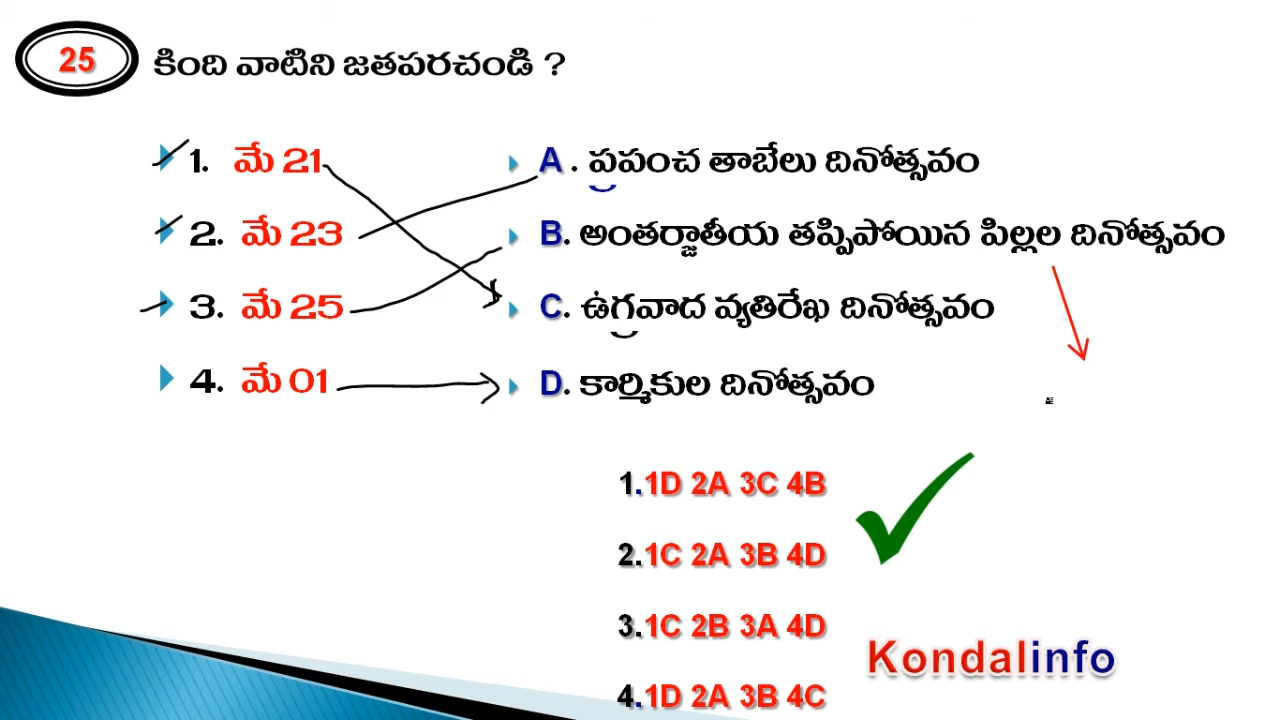 25 కింది వాటిని జతపరచండి ?
1. మే 21 A . ప్రపంచ తాబేలు దినోత్సవం
2. మే 23 B. అంతర్జాతీయ తప్పిపోయిన పిల్లల దినోత్సవం
3. మే 25 C. ఉగ్రవాద వ్యతిరేఖ దినోత్సవం
4. మే 01 D. కార్మికుల దినోత్సవం
1.1D 2A 3C 4B
2.1C 2A 3B 4D
3.1C 2B 3A 4D
Kondalinfo
4.1D 2A 3B 4C